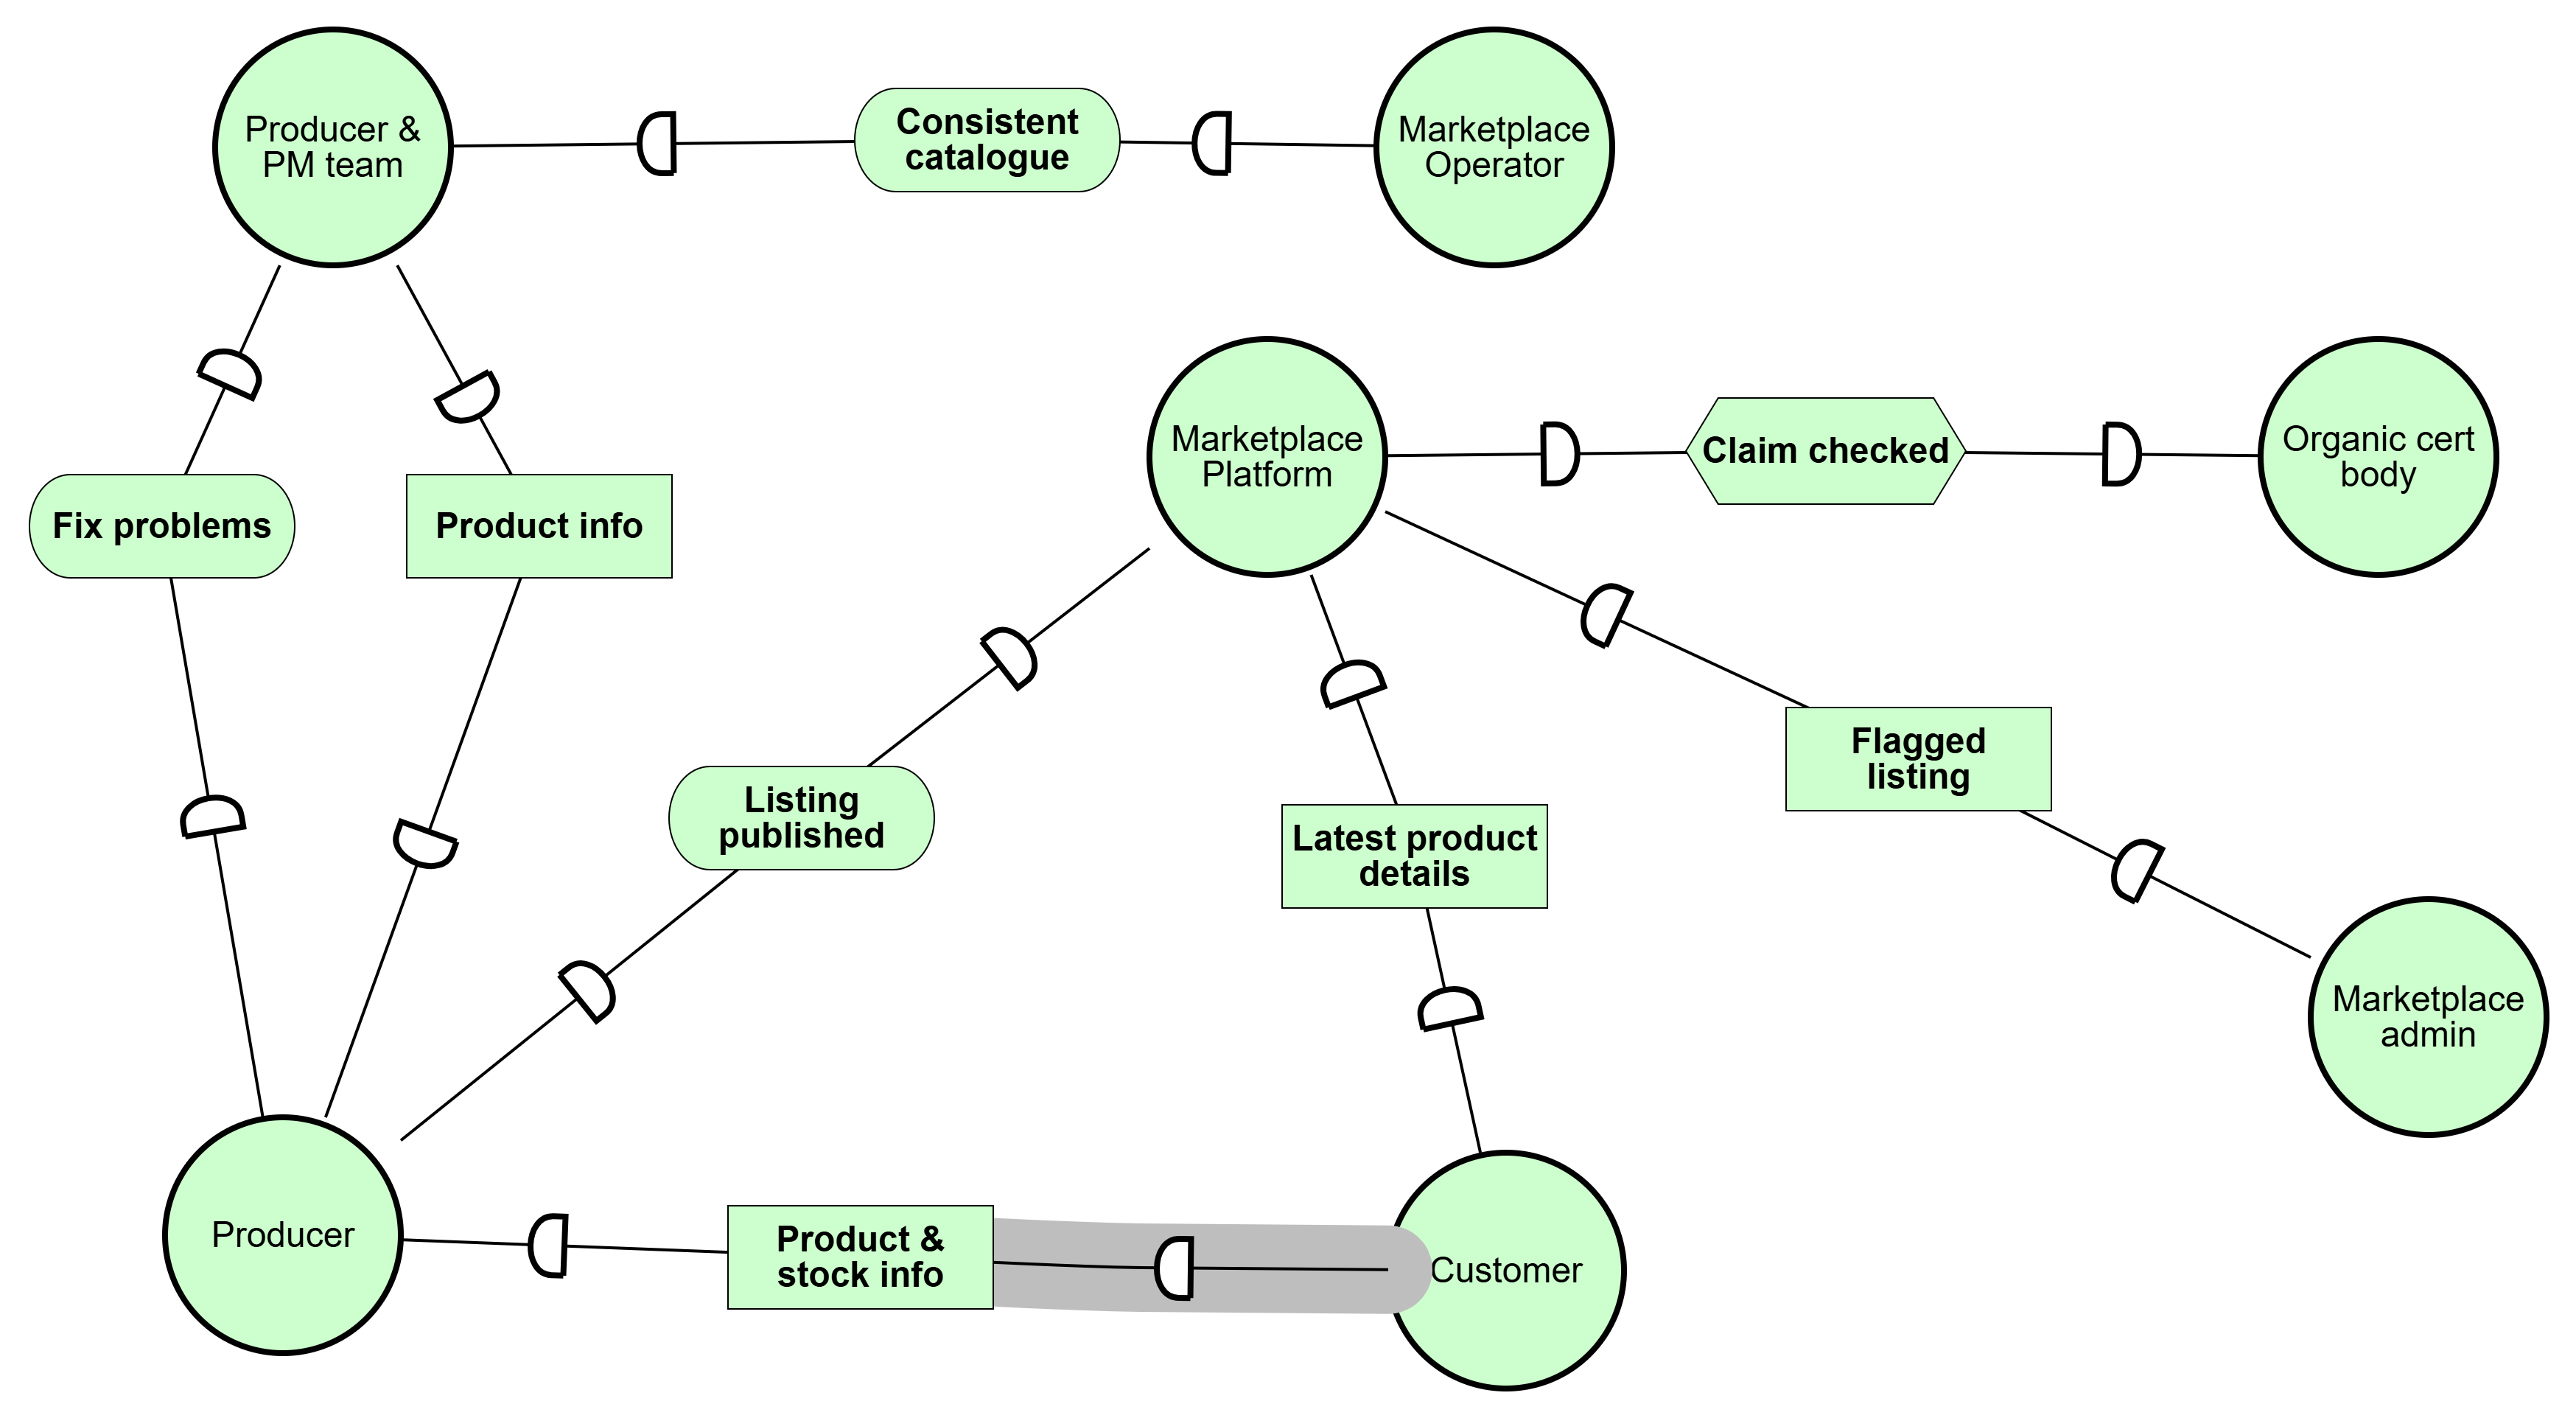 Producer &
PM team
Consistent
catalogue
Marketplace
Operator
Marketplace
Platform
Claim checked
Organic cert
body
Fix problems
Product info
Listing
published
Latest product
details
Flagged
listing
Marketplace
admin
Producer
Product &
stock info
Customer